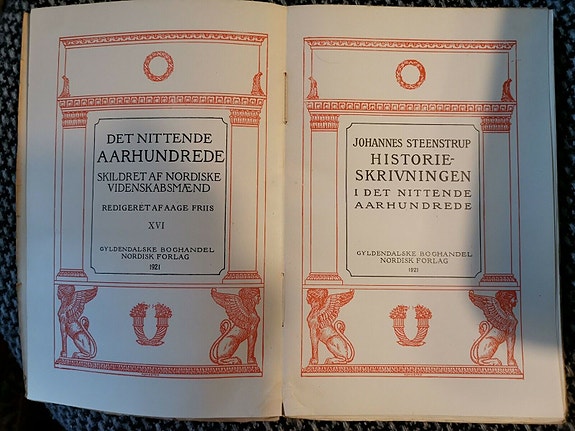 DET NITTENDE
AARHUNDREDE
SKILDRET AF NORDISKE
VIDENSKABSMÆND
REDIGERET AF AAGE FRIIS
XVI
GYLDENDALSKE BOGHANDEL
NORDISK FORLAG
1921
JOHANNES STEENSTRUP
HISTORIE-
SKRIVNINGEN
I DET NITTENDE
AARHUNDREDE
GYLDENDALSKE BOGHANDEL
NORDISK FORLAG
1921